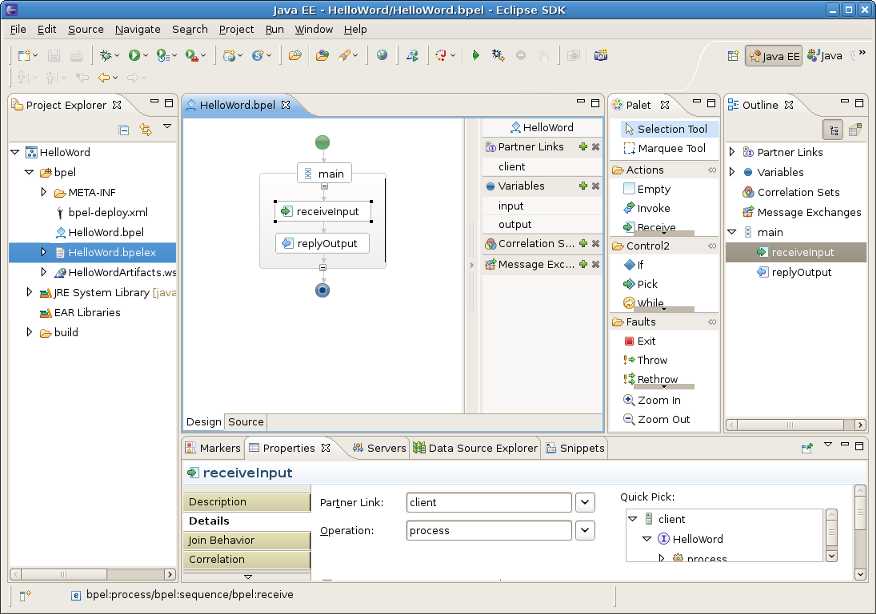 Java EE - HelloWord/HelloWord.bpel - Eclipse SDK
File Edit Source Navigate Search Project Run Window Help
Java EE Java
Project Explorer
HelloWord
bpel
META-INF
bpel-deploy.xml
HelloWord.bpel
HelloWord.bpelex
HelloWordArtifacts.ws
JRE System Library [java
EAR Libraries
build
HelloWord.bpel
main
receiveInput
replyOutput
HelloWord
Partner Links
client
Variables
input
output
Correlation S...
Message Exc...
Design Source
Palet
Selection Tool
Marquee Tool
Actions
Empty
Invoke
Receive
Control2
If
Pick
While
Faults
Exit
Throw
Rethrow
Zoom In
Zoom Out
Outline
Partner Links
Variables
Correlation Sets
Message Exchanges
main
receiveInput
replyOutput
Markers Properties Servers Data Source Explorer Snippets
receiveInput
Description
Details
Join Behavior
Correlation
Partner Link: client
Operation: process
Quick Pick:
client
HelloWord
process
bpel:process/bpel:sequence/bpel:receive